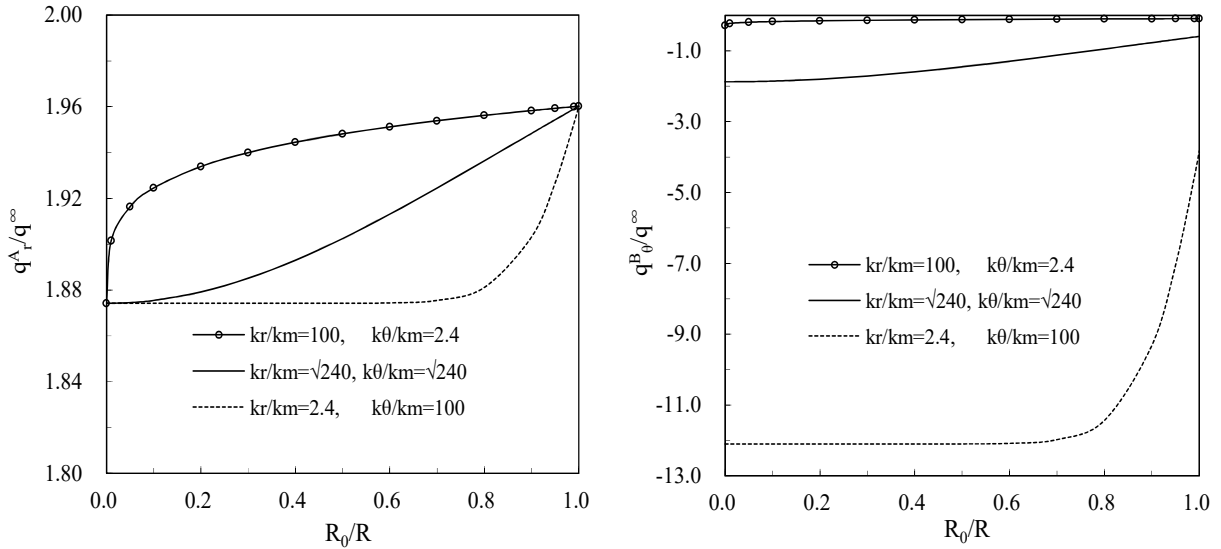 2.00
1.96
1.92
1.88
1.84
1.80
q^A_r/q^∞
kr/km=100, kθ/km=2.4
kr/km=√240, kθ/km=√240
kr/km=2.4, kθ/km=100
0.0 0.2 0.4 0.6 0.8 1.0
R_0/R
-1.0
-3.0
-5.0
-7.0
-9.0
-11.0
-13.0
q^B_θ/q^∞
kr/km=100, kθ/km=2.4
kr/km=√240, kθ/km=√240
kr/km=2.4, kθ/km=100
0.0 0.2 0.4 0.6 0.8 1.0
R_0/R